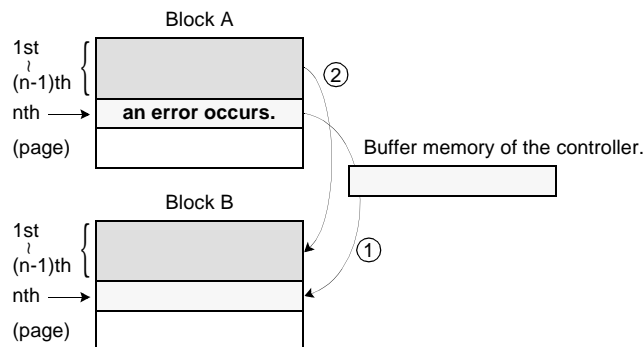 Block A
1st
~
(n-1)th
nth
an error occurs.
(page)
②
Buffer memory of the controller.
Block B
1st
~
(n-1)th
nth
(page)
①